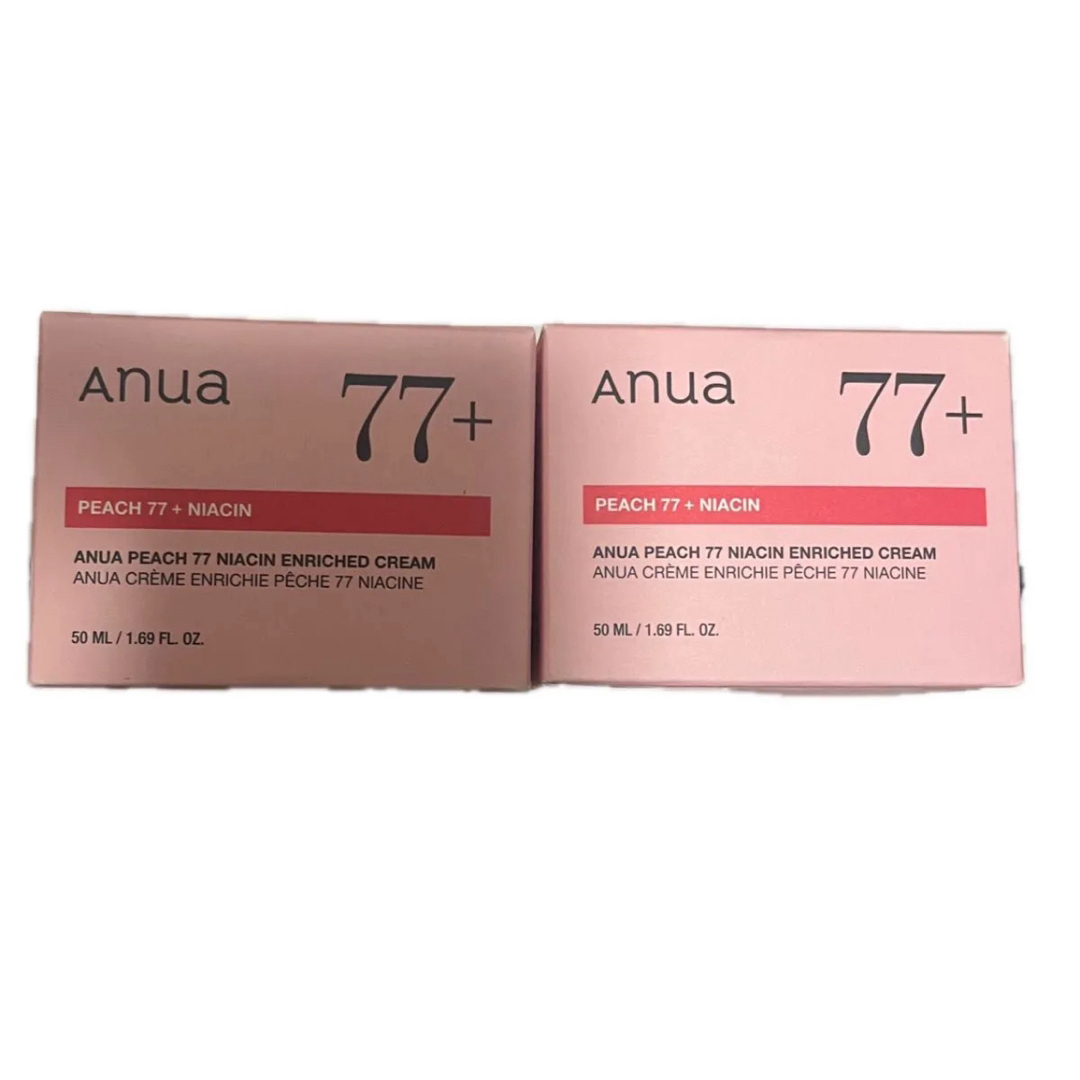 Anua
77+
PEACH 77 + NIACIN
ANUA PEACH 77 NIACIN ENRICHED CREAM
ANUA CRÈME ENRICHIE PÊCHE 77 NIACINE
50 ML / 1.69 FL. OZ.
Anua
77+
PEACH 77 + NIACIN
ANUA PEACH 77 NIACIN ENRICHED CREAM
ANUA CRÈME ENRICHIE PÊCHE 77 NIACINE
50 ML / 1.69 FL. OZ.